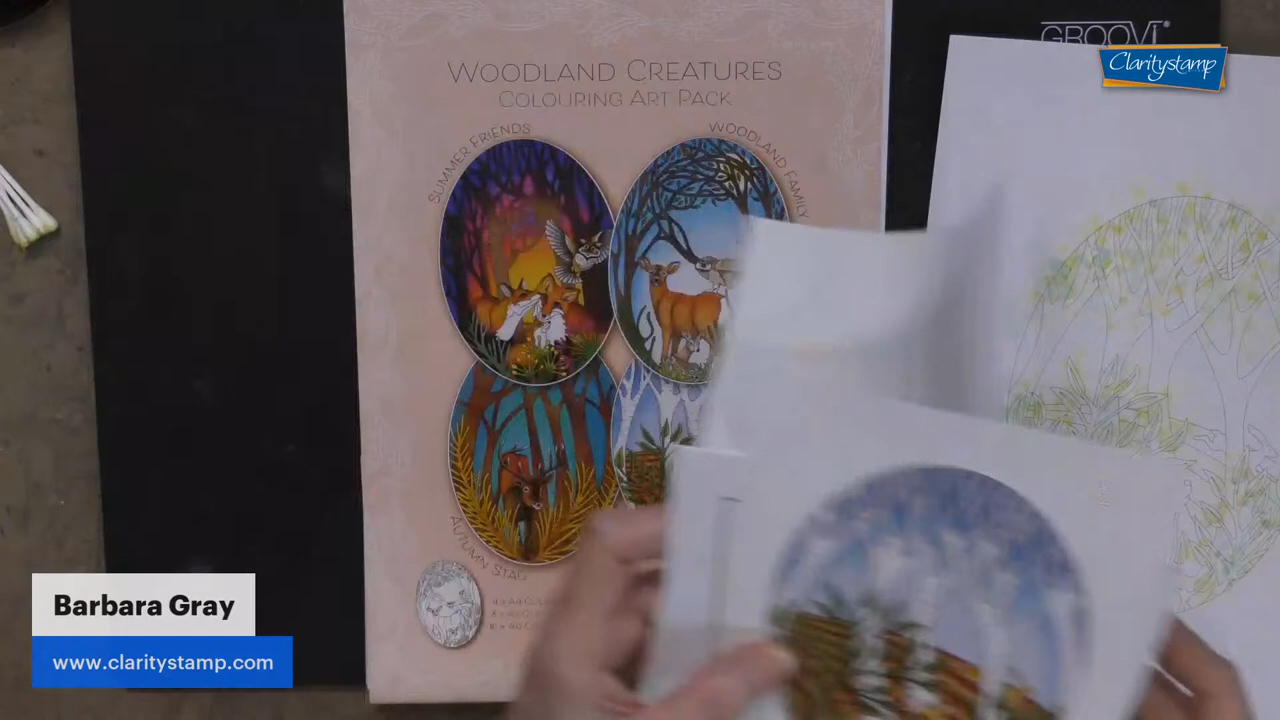 GROOVI®
Claritystamp
WOODLAND CREATURES
COLOURING ART PACK
SUMMER FRIENDS
WOODLAND FAMILY
AUTUMN STAG
Barbara Gray
www.claritystamp.com